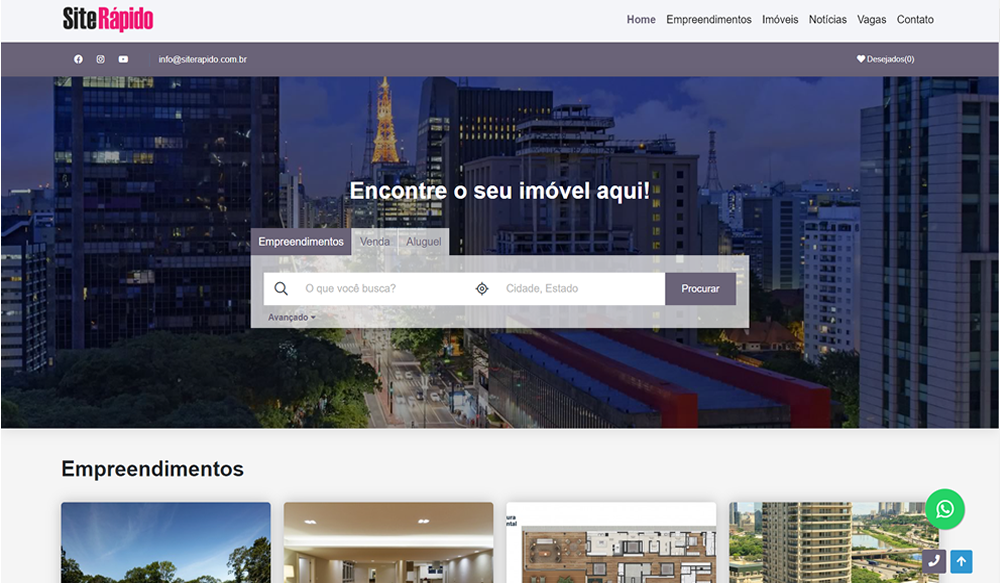 SiteRápido
Home Empreendimentos Imóveis Notícias Vagas Contato
info@siterapido.com.br Desejados(0)
Encontre o seu imóvel aqui!
Empreendimentos Venda Aluguel
O que você busca? Cidade, Estado Procurar
Avançado
Empreendimentos